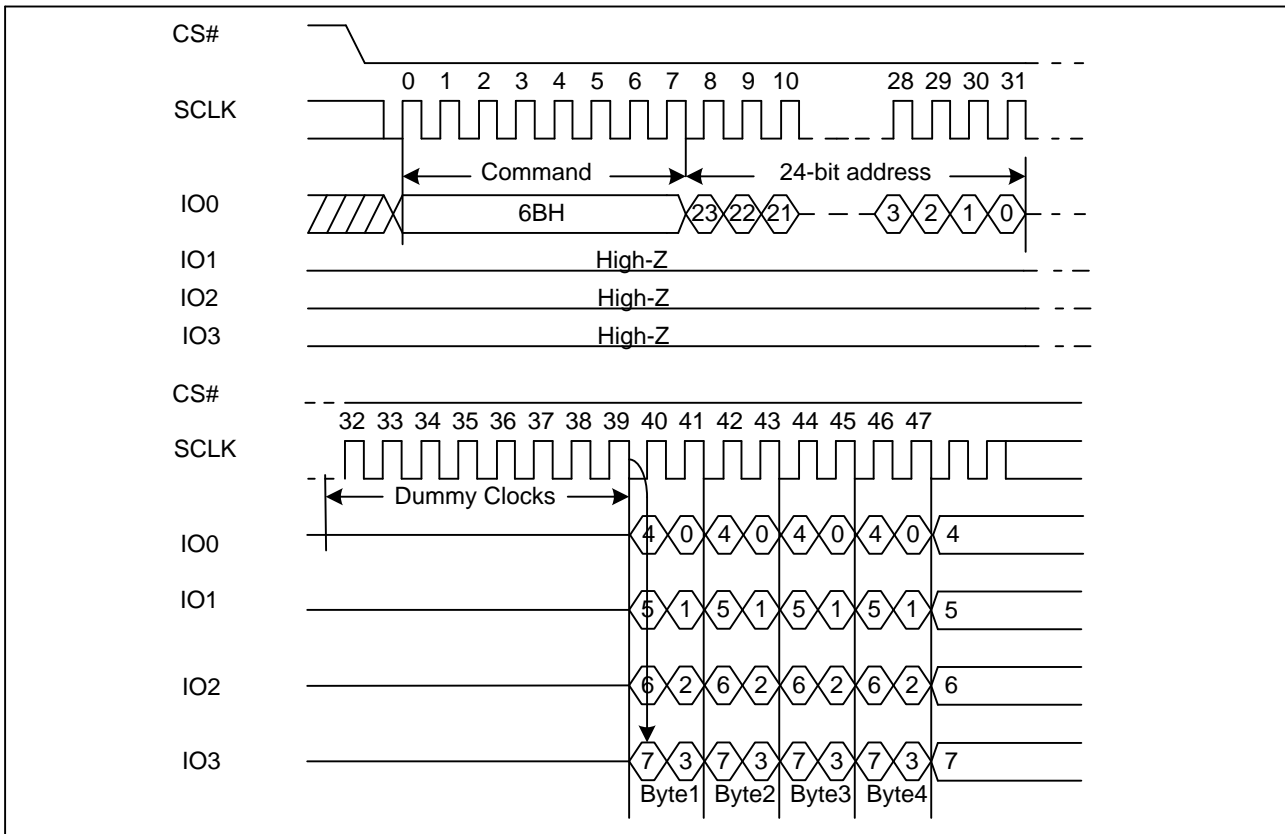 CS#
0 1 2 3 4 5 6 7 8 9 10 28 29 30 31
SCLK
Command 24-bit address
IO0 6BH 23 22 21 3 2 1 0
IO1 High-Z
IO2 High-Z
IO3 High-Z
CS#
32 33 34 35 36 37 38 39 40 41 42 43 44 45 46 47
SCLK
Dummy Clocks
IO0 4 0 4 0 4 0 4 0 4
IO1 5 1 5 1 5 1 5 1 5
IO2 6 2 6 2 6 2 6 2 6
IO3 7 3 7 3 7 3 7 3 7
Byte1 Byte2 Byte3 Byte4